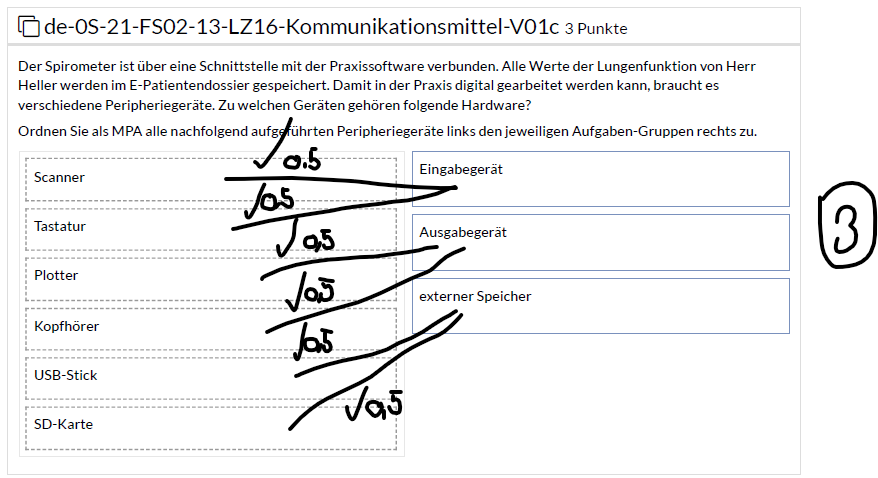 de-0S-21-FS02-13-LZ16-Kommunikationsmittel-V01c 3 Punkte
Der Spirometer ist über eine Schnittstelle mit der Praxissoftware verbunden. Alle Werte der Lungenfunktion von Herr
Heller werden im E-Patientendossier gespeichert. Damit in der Praxis digital gearbeitet werden kann, braucht es
verschiedene Peripheriegeräte. Zu welchen Geräten gehören folgende Hardware?
Ordnen Sie als MPA alle nachfolgend aufgeführten Peripheriegeräte links den jeweiligen Aufgaben-Gruppen rechts zu.
Scanner
√ 0.5
Tastatur
√ 0,5
Plotter
√ 0,5
Kopfhörer
√ 0,5
USB-Stick
√ 0,5
SD-Karte
√ 0,5
Eingabegerät
Ausgabegerät
externer Speicher
3